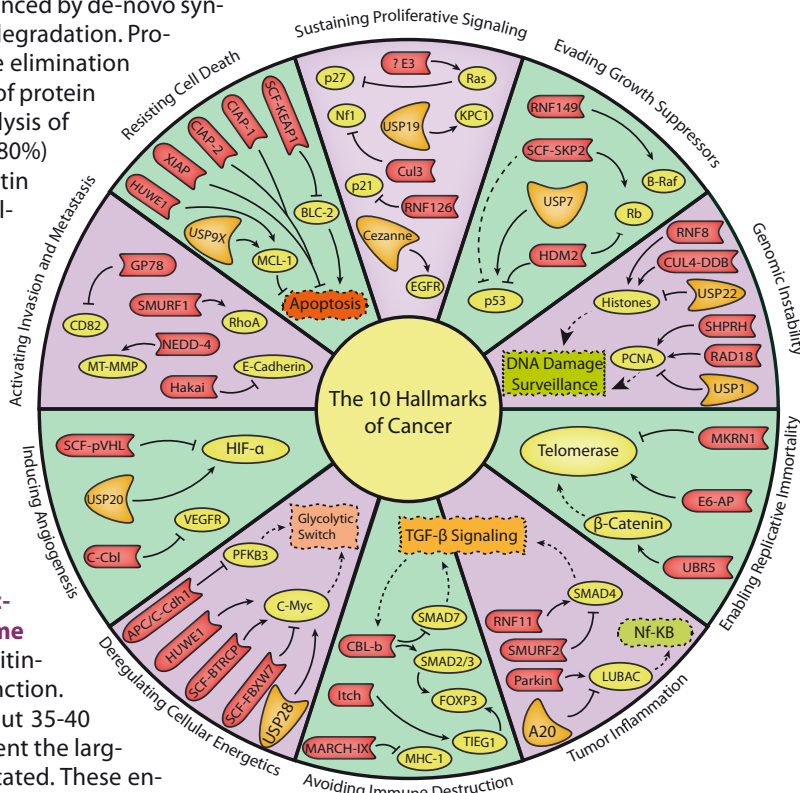 nced by de-novo syn-
degradation. Pro-
e elimination
of protein
lysis of
80%)
tin
l-
Sustaining Proliferative Signaling
? E3
p27
Ras
Nf1
USP19
KPC1
Cul3
p21
RNF126
Cezanne
EGFR
Evading Growth Suppressors
RNF149
SCF-SKP2
B-Raf
USP7
Rb
HDM2
p53
Genomic Instability
RNF8
CUL4-DDB
USP22
Histones
SHPRH
PCNA
RAD18
USP1
DNA Damage
Surveillance
Enabling Replicative Immortality
MKRN1
Telomerase
E6-AP
β-Catenin
UBR5
Tumor Inflammation
SMAD4
RNF11
SMURF2
Nf-KB
Parkin
LUBAC
A20
Avoiding Immune Destruction
TGF-β Signaling
SMAD7
CBL-b
SMAD2/3
Itch
FOXP3
TIEG1
MARCH-IX
MHC-1
Deregulating Cellular Energetics
Glycolytic
Switch
PFKB3
APC/C-Cdh1
C-Myc
HUWE1
SCF-BTRCP
SCF-FBXW7
USP28
Inducing Angiogenesis
SCF-pVHL
HIF-α
USP20
VEGFR
C-Cbl
Activating Invasion and Metastasis
GP78
CD82
SMURF1
RhoA
NEDD-4
MT-MMP
E-Cadherin
Hakai
Resisting Cell Death
SCF-KEAP1
CIAP-1
CIAP-2
XIAP
HUWE1
USP9X
BLC-2
MCL-1
Apoptosis
The 10 Hallmarks
of Cancer
z-
me
itin-
nction.
ut 35-40
ent the larg-
tated. These en-